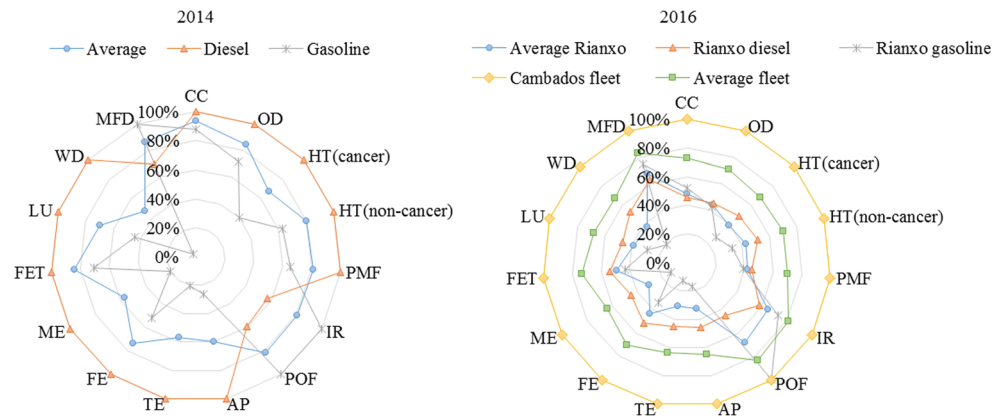 2014
Average Diesel Gasoline
CC
OD
HT(cancer)
HT(non-cancer)
PMF
IR
POF
AP
TE
FE
ME
FET
LU
WD
MFD
100%
80%
60%
40%
20%
0%
2016
Average Rianxo Rianxo diesel Rianxo gasoline
Cambados fleet Average fleet
CC
OD
HT(cancer)
HT(non-cancer)
PMF
IR
POF
AP
TE
FE
ME
FET
LU
WD
MFD
100%
80%
60%
40%
20%
0%